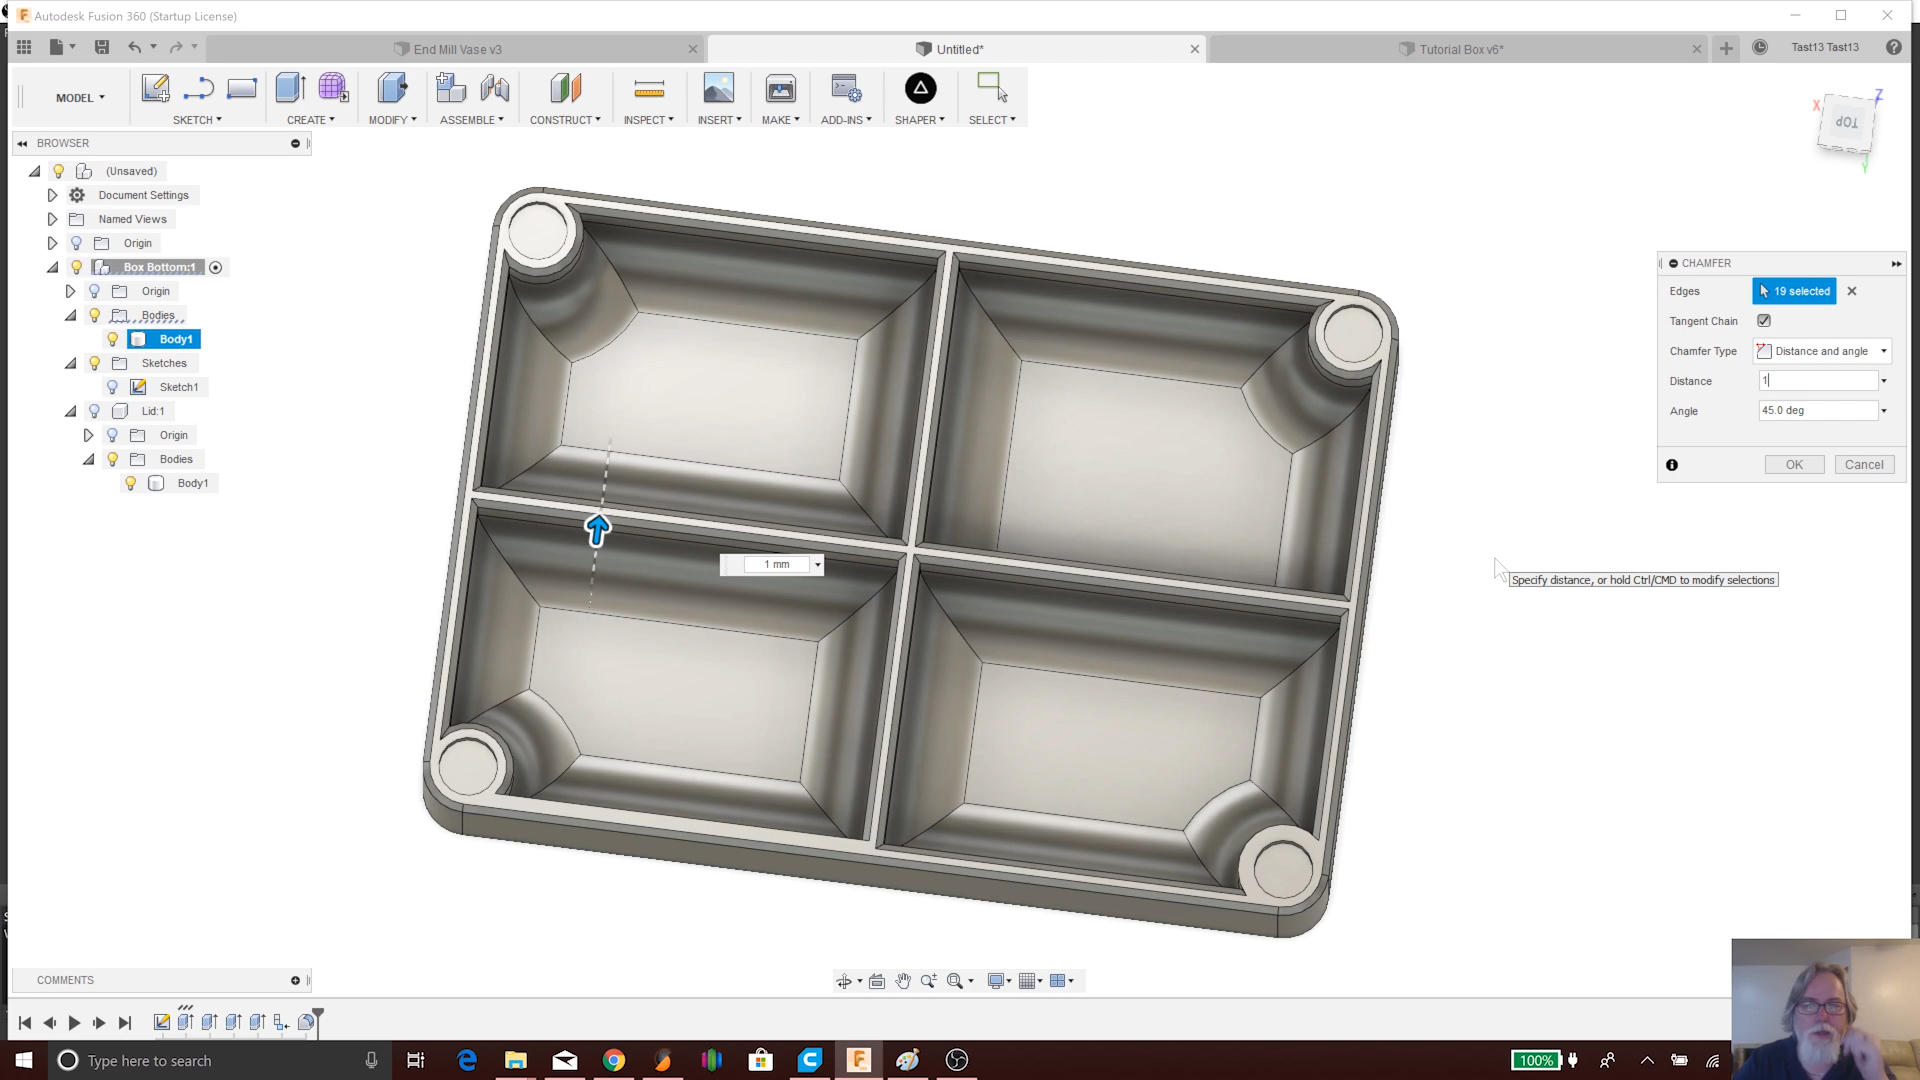 Autodesk Fusion 360 (Startup License)
End Mill Vase v3
Untitled*
Tutorial Box v6*
Tast13 Tast13
MODEL
SKETCH
CREATE
MODIFY
ASSEMBLE
CONSTRUCT
INSPECT
INSERT
MAKE
ADD-INS
SHAPER
SELECT
BROWSER
(Unsaved)
Document Settings
Named Views
Origin
Box Bottom:1
Origin
Bodies
Body1
Sketches
Sketch1
Lid:1
Origin
Bodies
Body1
X
Z
TOP
Y
CHAMFER
Edges 19 selected
Tangent Chain
Chamfer Type Distance and angle
Distance 1
Angle 45.0 deg
OK Cancel
1 mm
Specify distance, or hold Ctrl/CMD to modify selections
COMMENTS
Type here to search
100%